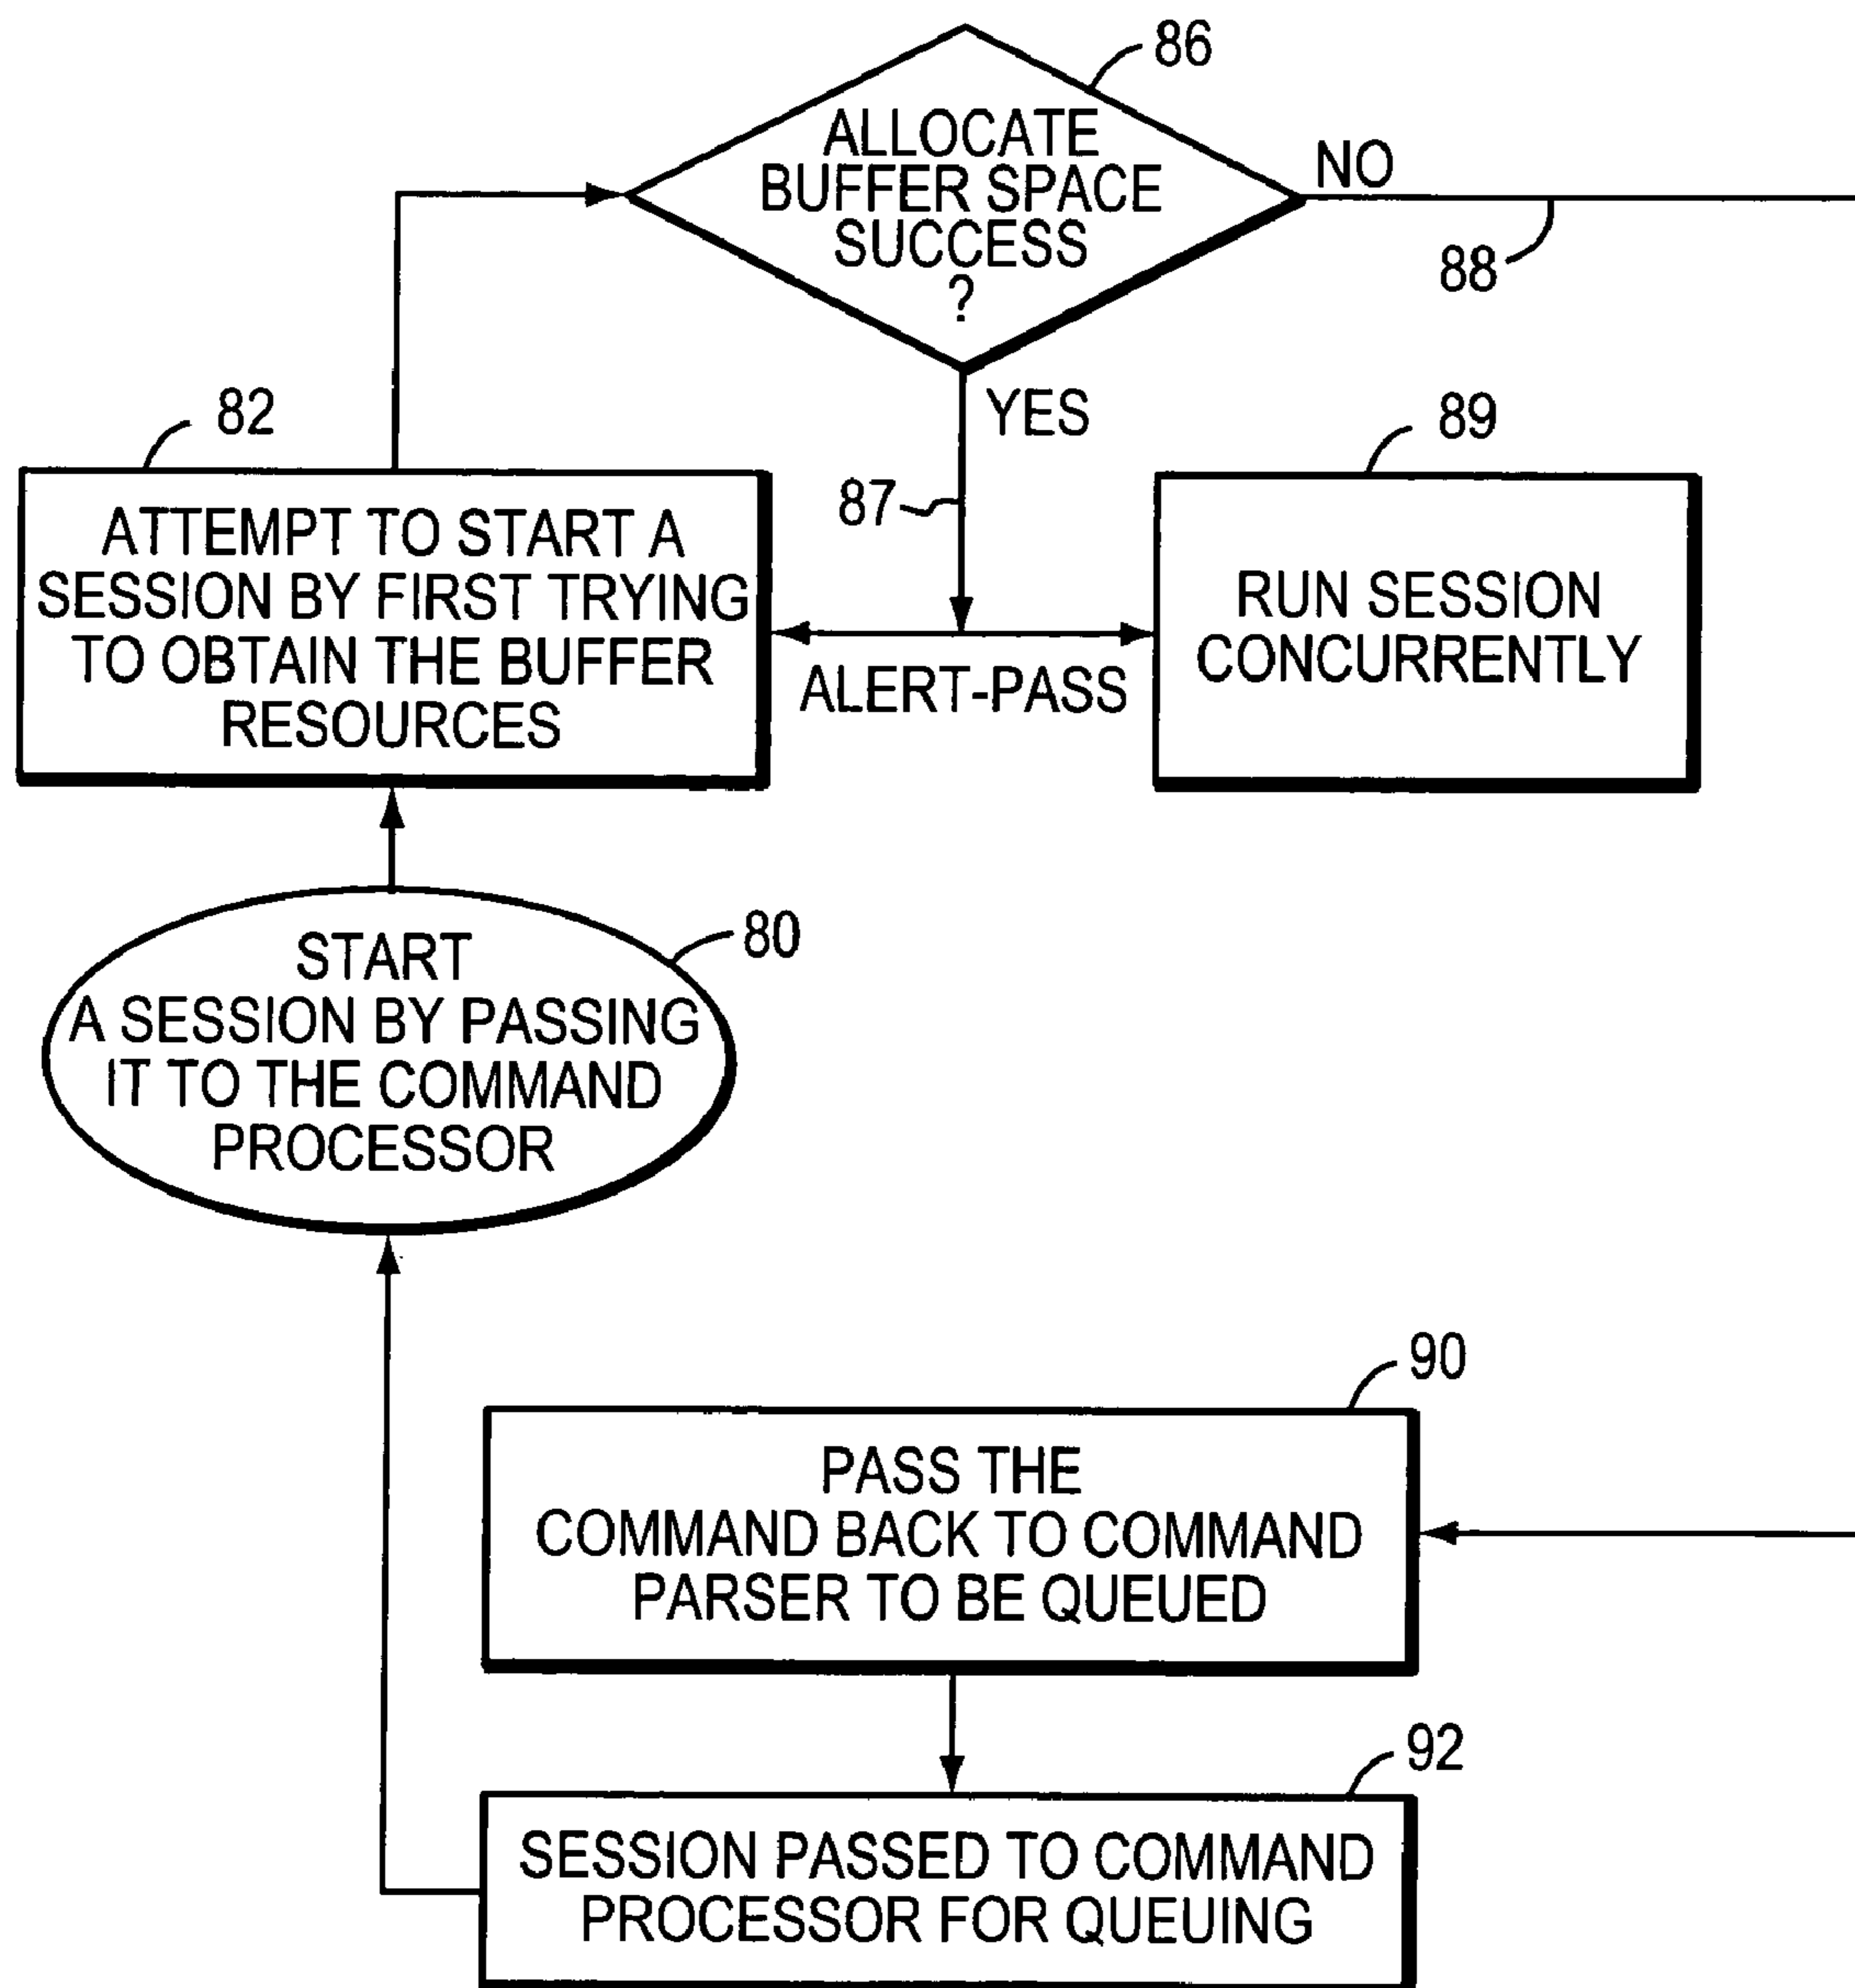 86
ALLOCATE
BUFFER SPACE
SUCCESS
?
NO
88
YES
87
82
ATTEMPT TO START A
SESSION BY FIRST TRYING
TO OBTAIN THE BUFFER
RESOURCES
ALERT-PASS
89
RUN SESSION
CONCURRENTLY
80
START
A SESSION BY PASSING
IT TO THE COMMAND
PROCESSOR
90
PASS THE
COMMAND BACK TO COMMAND
PARSER TO BE QUEUED
92
SESSION PASSED TO COMMAND
PROCESSOR FOR QUEUING